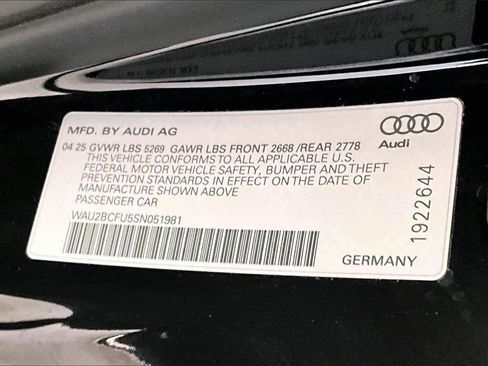 MFD. BY AUDI AG
04 25 GVWR LBS 5269 GAWR LBS FRONT 2668 /REAR 2778
THIS VEHICLE CONFORMS TO ALL APPLICABLE U.S.
FEDERAL MOTOR VEHICLE SAFETY, BUMPER AND THEFT
PREVENTION STANDARDS IN EFFECT ON THE DATE OF
MANUFACTURE SHOWN ABOVE
PASSENGER CAR
WAU2BCFU5SN051981
Audi
1922644
GERMANY